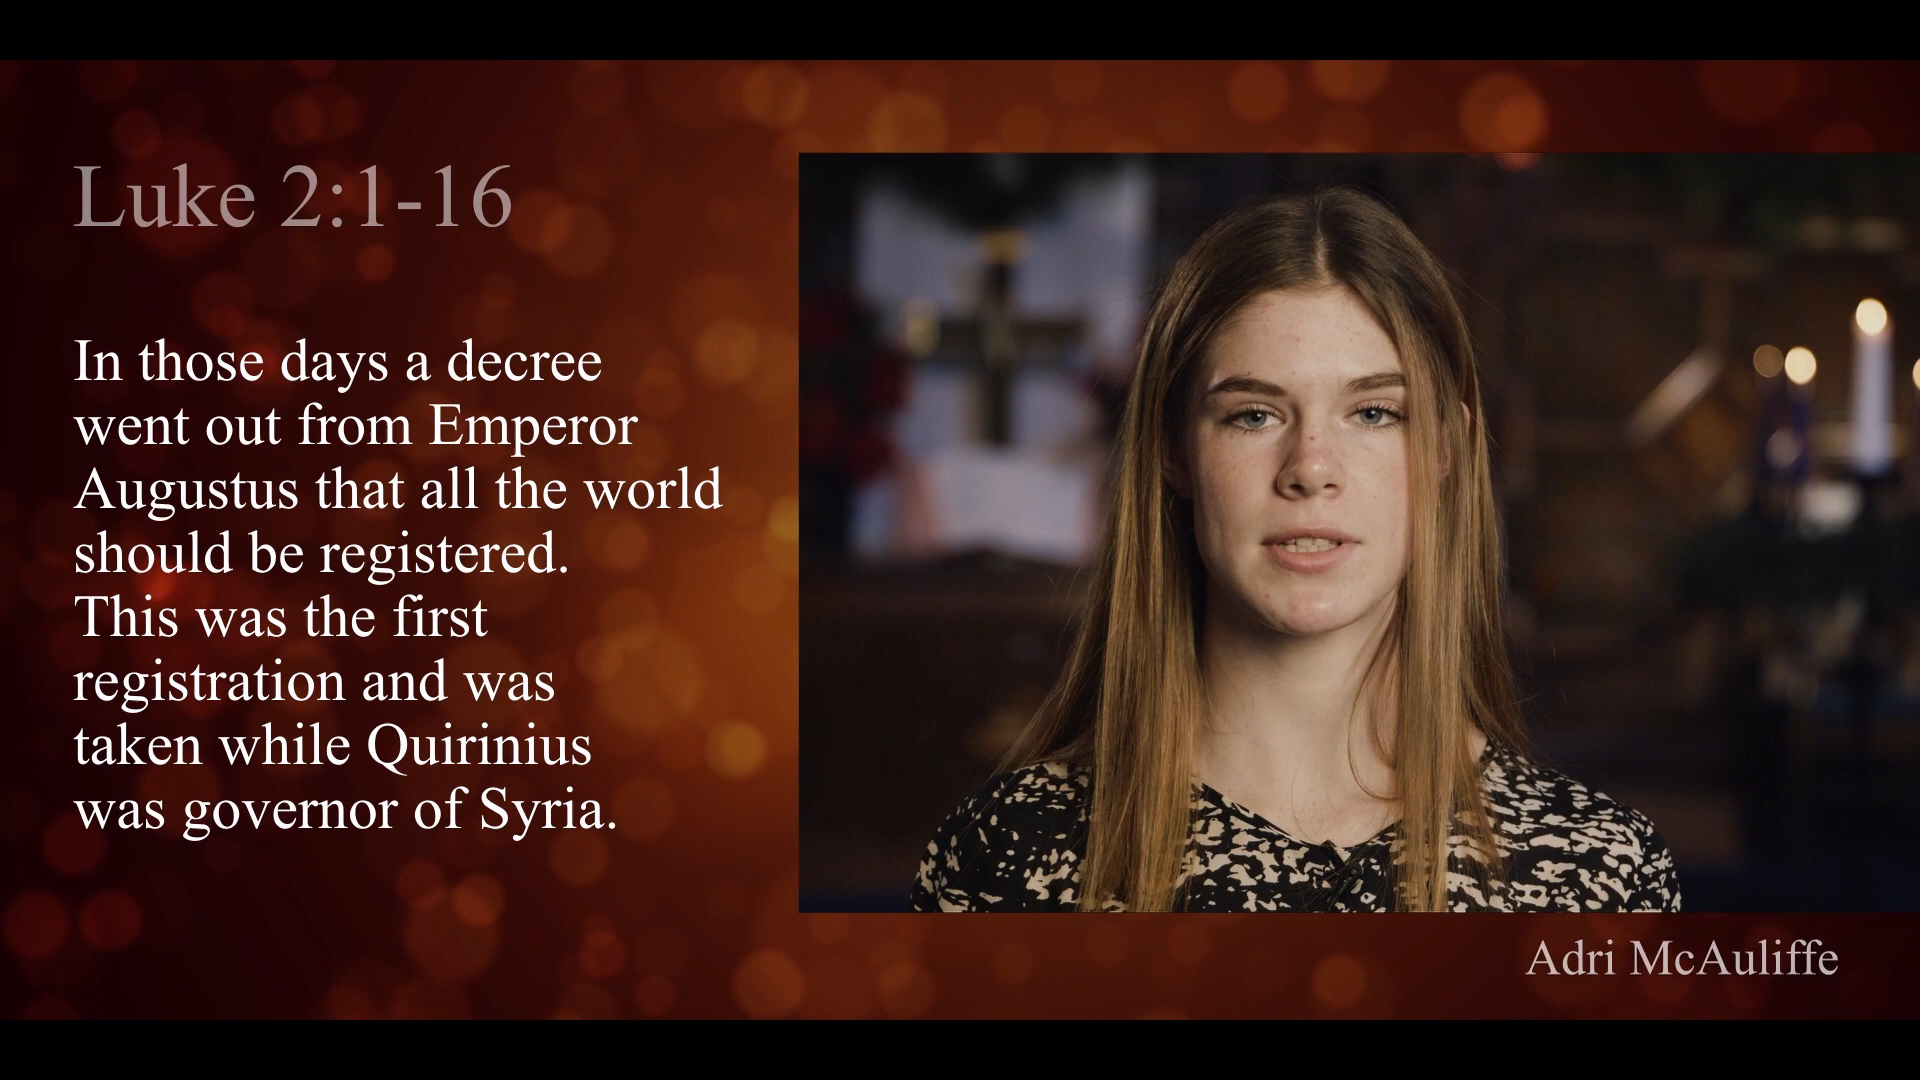 Luke 2:1-16
In those days a decree
went out from Emperor
Augustus that all the world
should be registered.
This was the first
registration and was
taken while Quirinius
was governor of Syria.
Adri McAuliffe